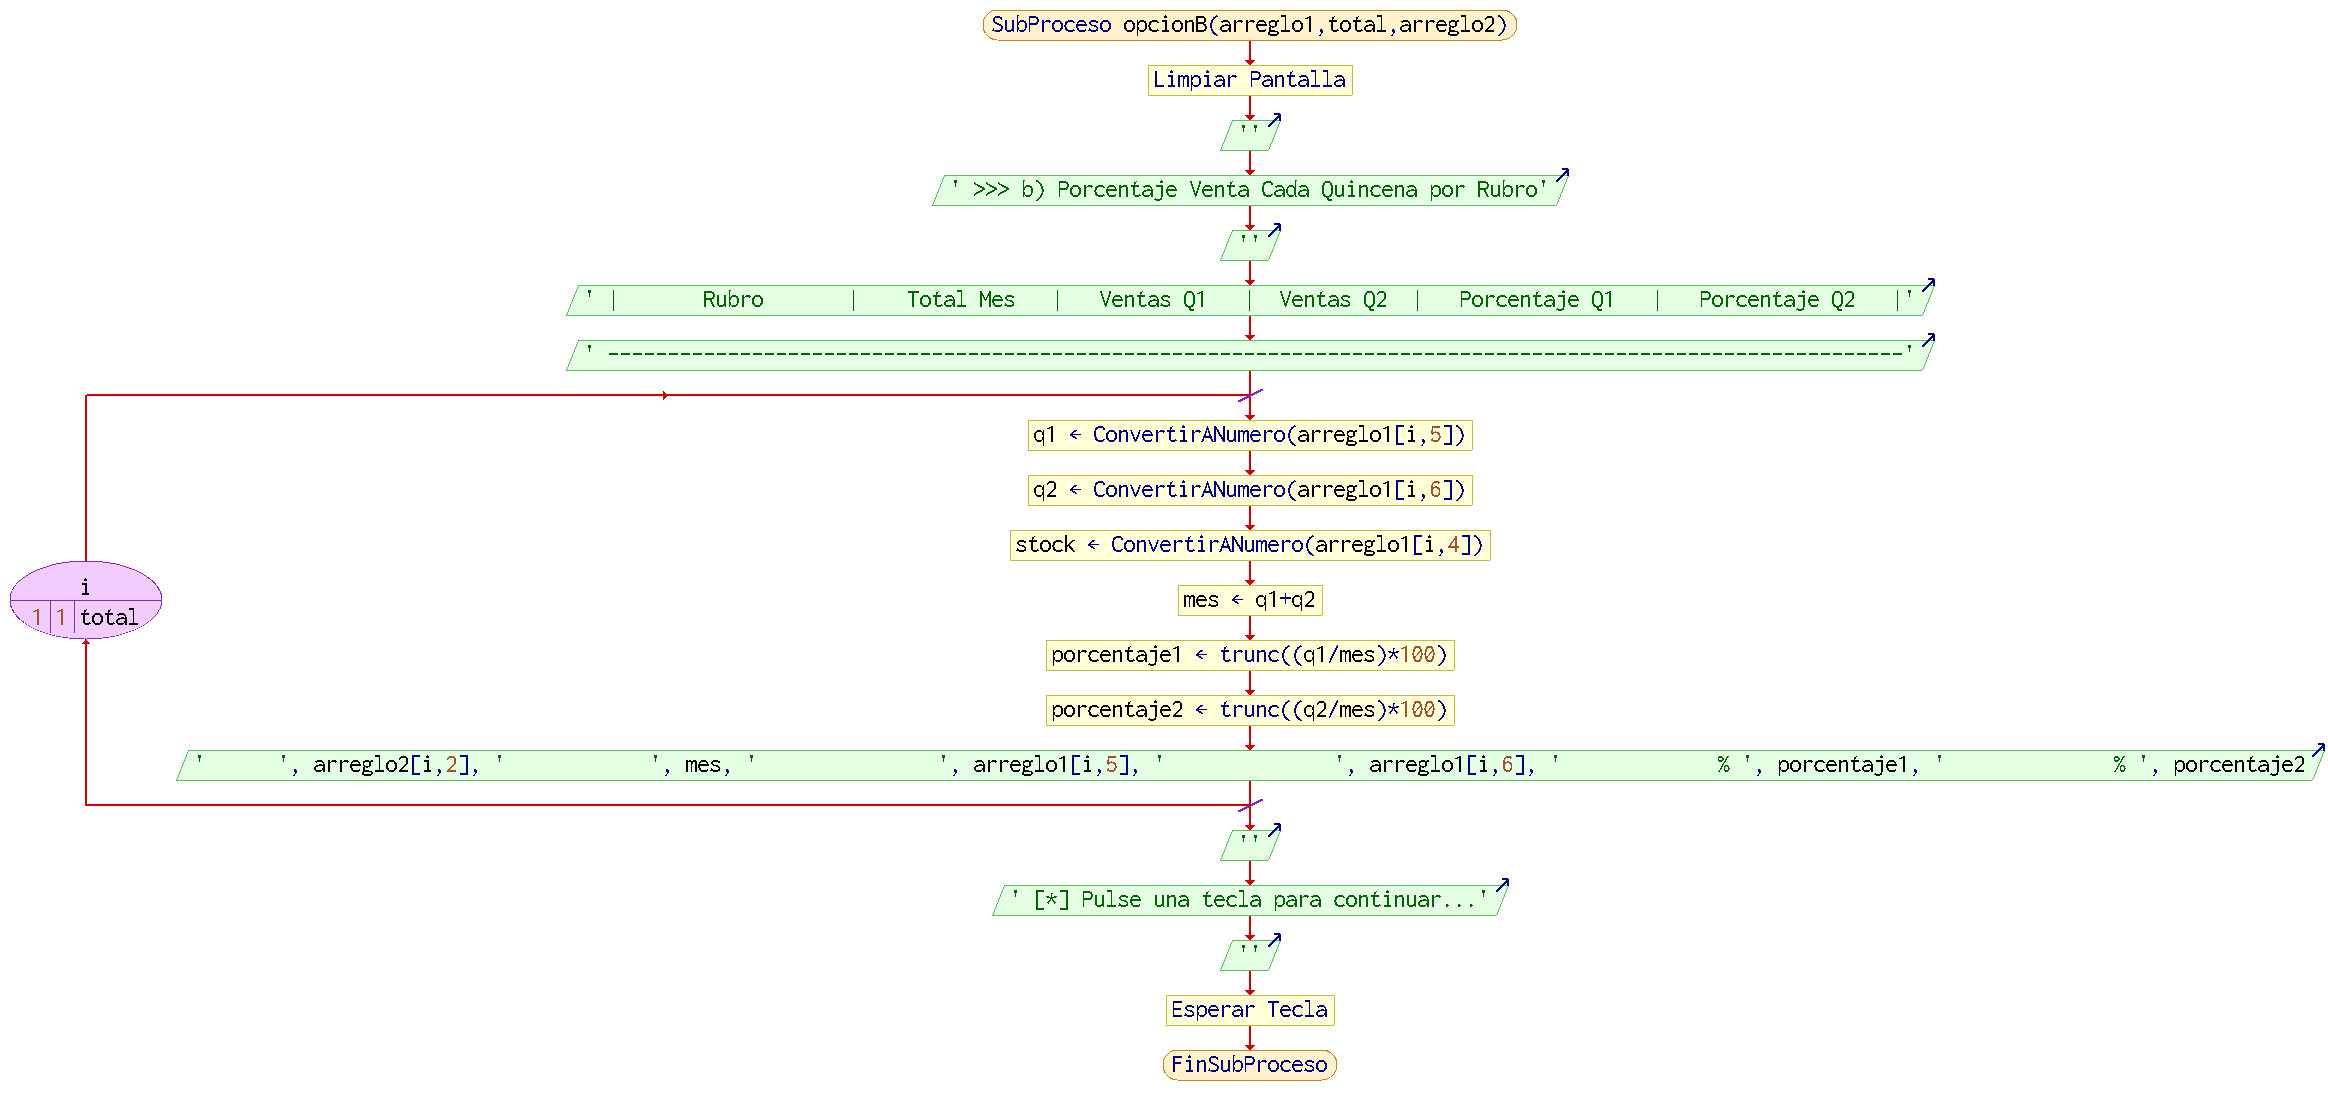 SubProceso opcionB(arreglo1,total,arreglo2)
Limpiar Pantalla
''
' >>> b) Porcentaje Venta Cada Quincena por Rubro'
''
' |       Rubro       |    Total Mes   |   Ventas Q1   |  Ventas Q2  |   Porcentaje Q1   |   Porcentaje Q2   |'
' ------------------------------------------------------------------------------------------------------------'
q1 ← ConvertirANumero(arreglo1[i,5])
q2 ← ConvertirANumero(arreglo1[i,6])
stock ← ConvertirANumero(arreglo1[i,4])
i
1 1 total
mes ← q1+q2
porcentaje1 ← trunc((q1/mes)*100)
porcentaje2 ← trunc((q2/mes)*100)
'      ', arreglo2[i,2], '            ', mes, '               ', arreglo1[i,5], '              ', arreglo1[i,6], '             % ', porcentaje1, '              % ', porcentaje2
''
' [*] Pulse una tecla para continuar...'
''
Esperar Tecla
FinSubProceso